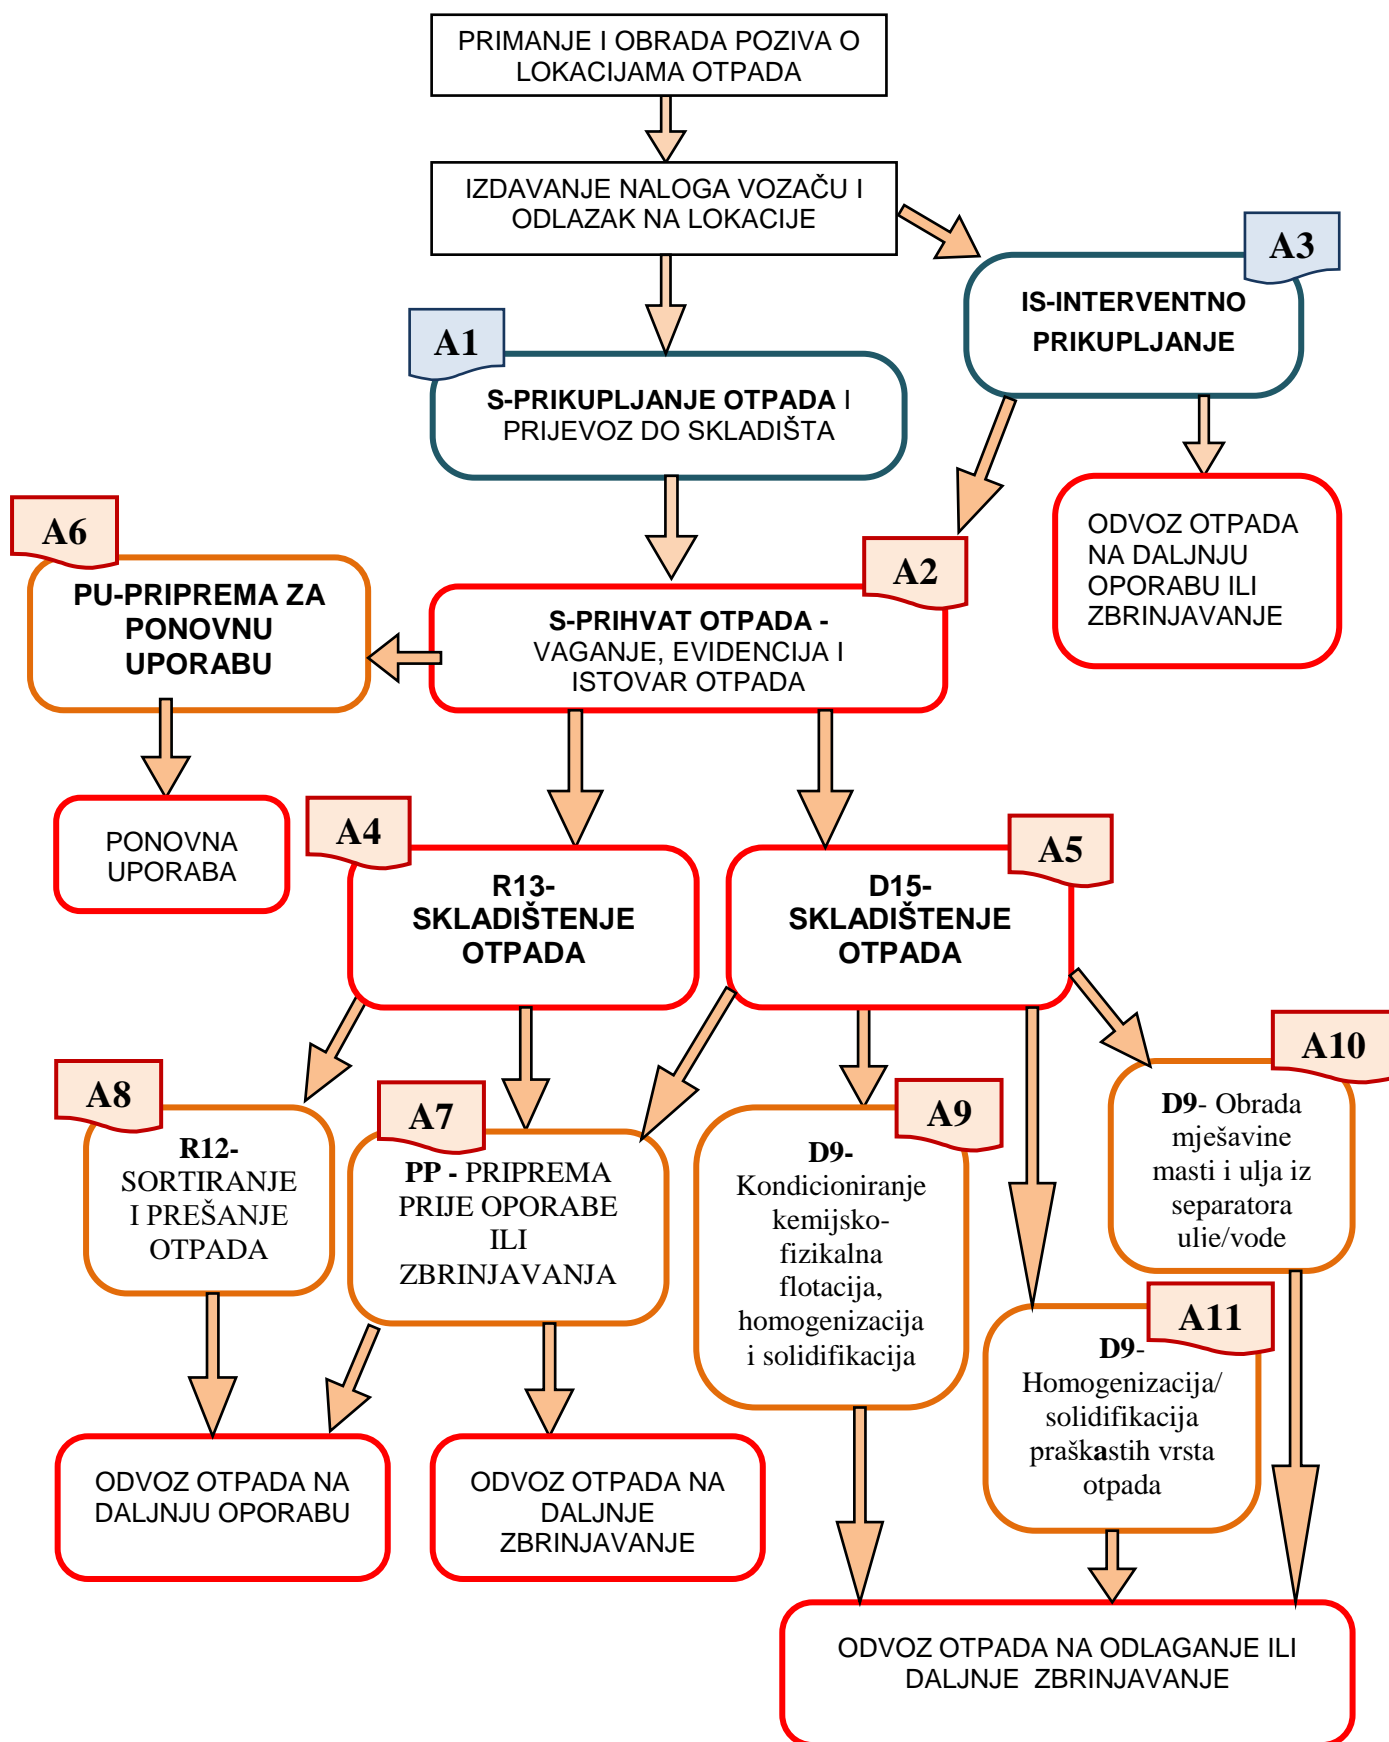 PRIMANJE I OBRADA POZIVA O
LOKACIJAMA OTPADA
IZDAVANJE NALOGA VOZAČU I
ODLAZAK NA LOKACIJE
A3
IS-INTERVENTNO
PRIKUPLJANJE
A1
S-PRIKUPLJANJE OTPADA I
PRIJEVOZ DO SKLADIŠTA
ODVOZ OTPADA
NA DALJNJU
OPORABU ILI
ZBRINJAVANJE
A6
PU-PRIPREMA ZA
PONOVNU
UPORABU
A2
S-PRIHVAT OTPADA -
VAGANJE, EVIDENCIJA I
ISTOVAR OTPADA
PONOVNA
UPORABA
A4
R13-
SKLADIŠTENJE
OTPADA
A5
D15-
SKLADIŠTENJE
OTPADA
A8
R12-
SORTIRANJE
I PREŠANJE
OTPADA
A7
PP - PRIPREMA
PRIJE OPORABE
ILI
ZBRINJAVANJA
A9
D9-
Kondicioniranje
kemijsko-
fizikalna
flotacija,
homogenizacija
i solidifikacija
A10
D9- Obrada
mješavine
masti i ulja iz
separatora
ulie/vode
A11
D9-
Homogenizacija/
solidifikacija
praškastih vrsta
otpada
ODVOZ OTPADA NA
DALJNJU OPORABU
ODVOZ OTPADA NA
DALJNJE
ZBRINJAVANJE
ODVOZ OTPADA NA ODLAGANJE ILI
DALJNJE ZBRINJAVANJE